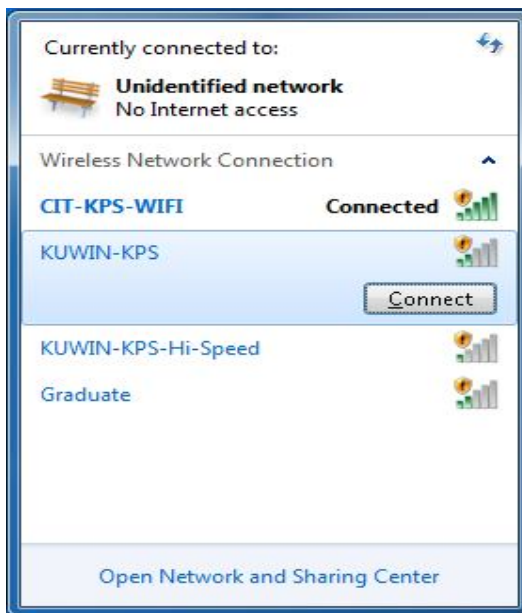 Currently connected to:
Unidentified network
No Internet access
Wireless Network Connection
CIT-KPS-WIFI Connected
KUWIN-KPS
Connect
KUWIN-KPS-Hi-Speed
Graduate
Open Network and Sharing Center